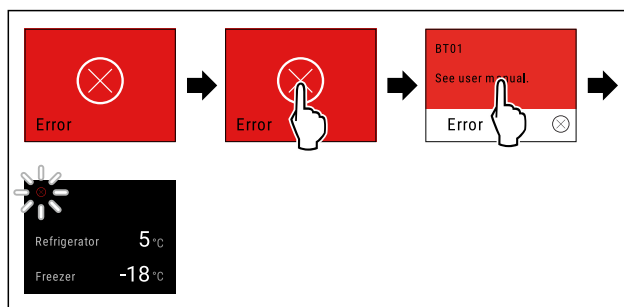 Error
Error
BT01
See user manual.
Error
Refrigerator 5 °C
Freezer -18 °C